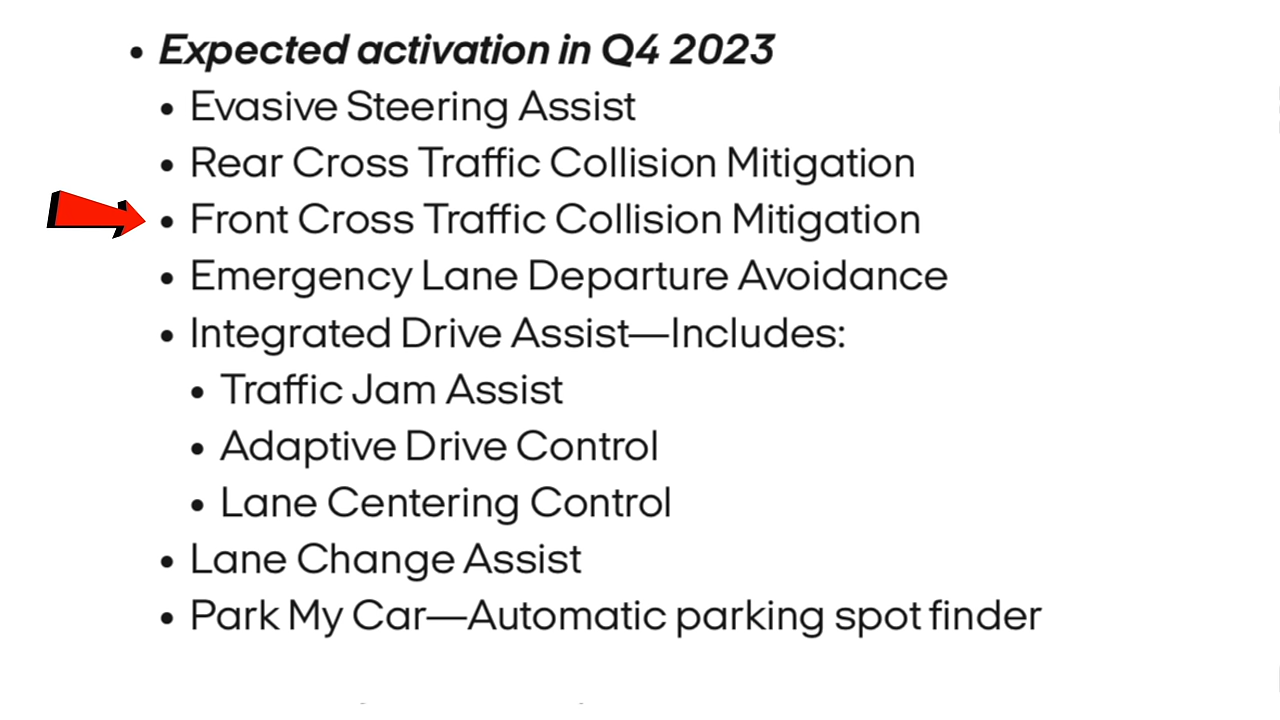 • Expected activation in Q4 2023
• Evasive Steering Assist
• Rear Cross Traffic Collision Mitigation
• Front Cross Traffic Collision Mitigation
• Emergency Lane Departure Avoidance
• Integrated Drive Assist—Includes:
• Traffic Jam Assist
• Adaptive Drive Control
• Lane Centering Control
• Lane Change Assist
• Park My Car—Automatic parking spot finder